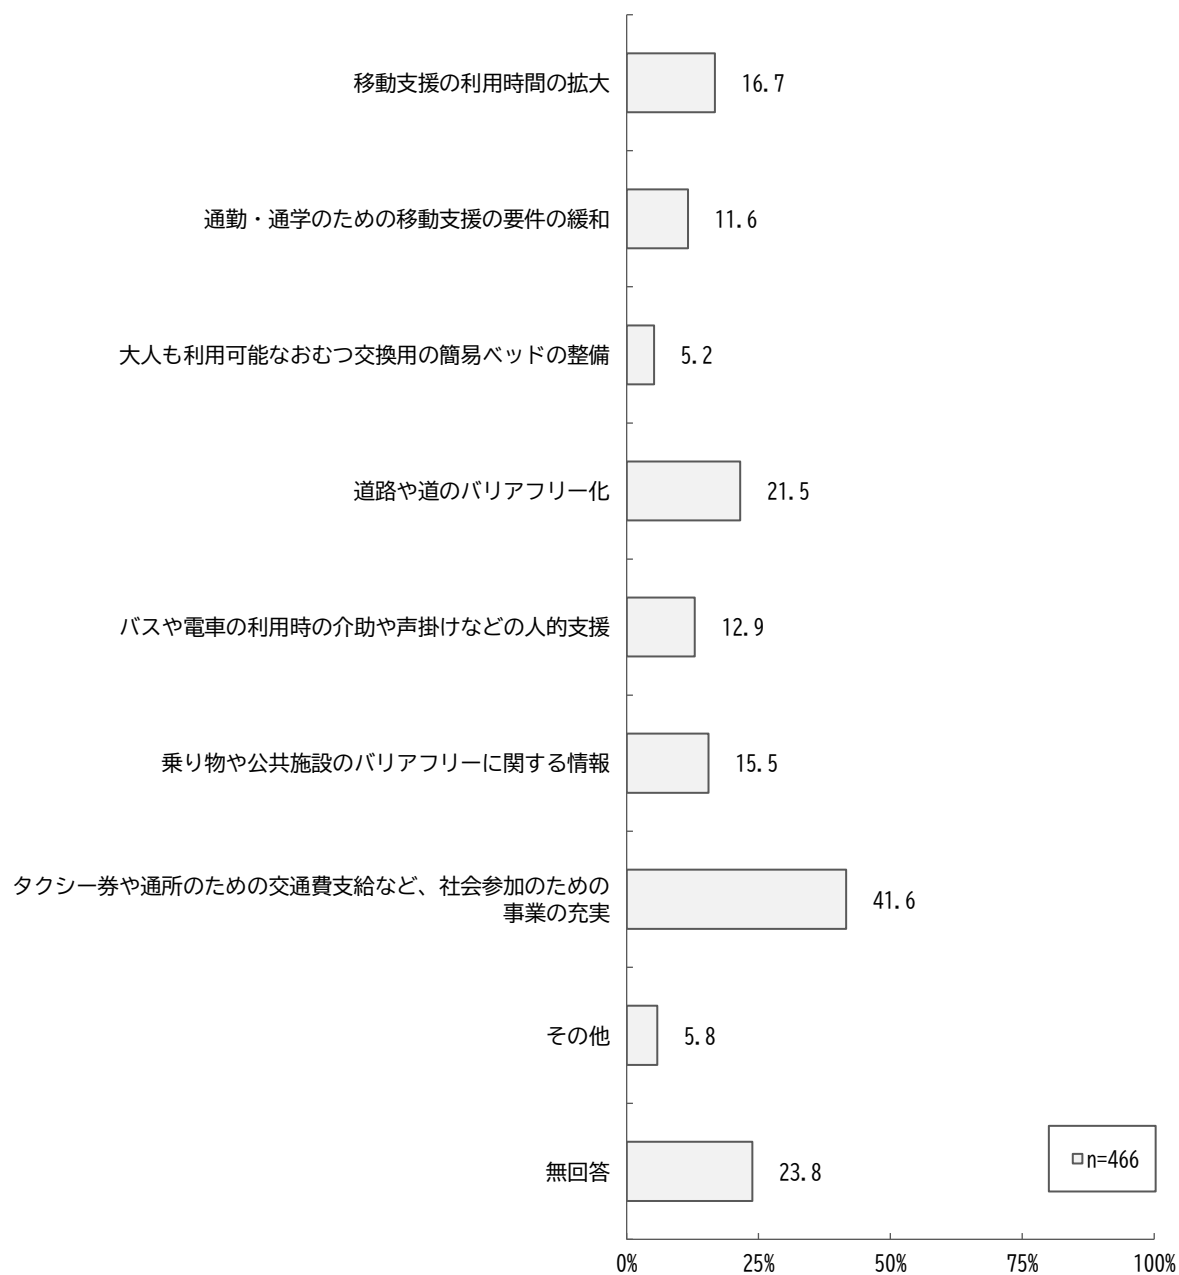 移動支援の利用時間の拡大
16.7
通勤・通学のための移動支援の要件の緩和
11.6
大人も利用可能なおむつ交換用の簡易ベッドの整備
5.2
道路や道のバリアフリー化
21.5
バスや電車の利用時の介助や声掛けなどの人的支援
12.9
乗り物や公共施設のバリアフリーに関する情報
15.5
タクシー券や通所のための交通費支給など、社会参加のための
事業の充実
41.6
その他
5.8
無回答
23.8
n=466
0% 25% 50% 75% 100%